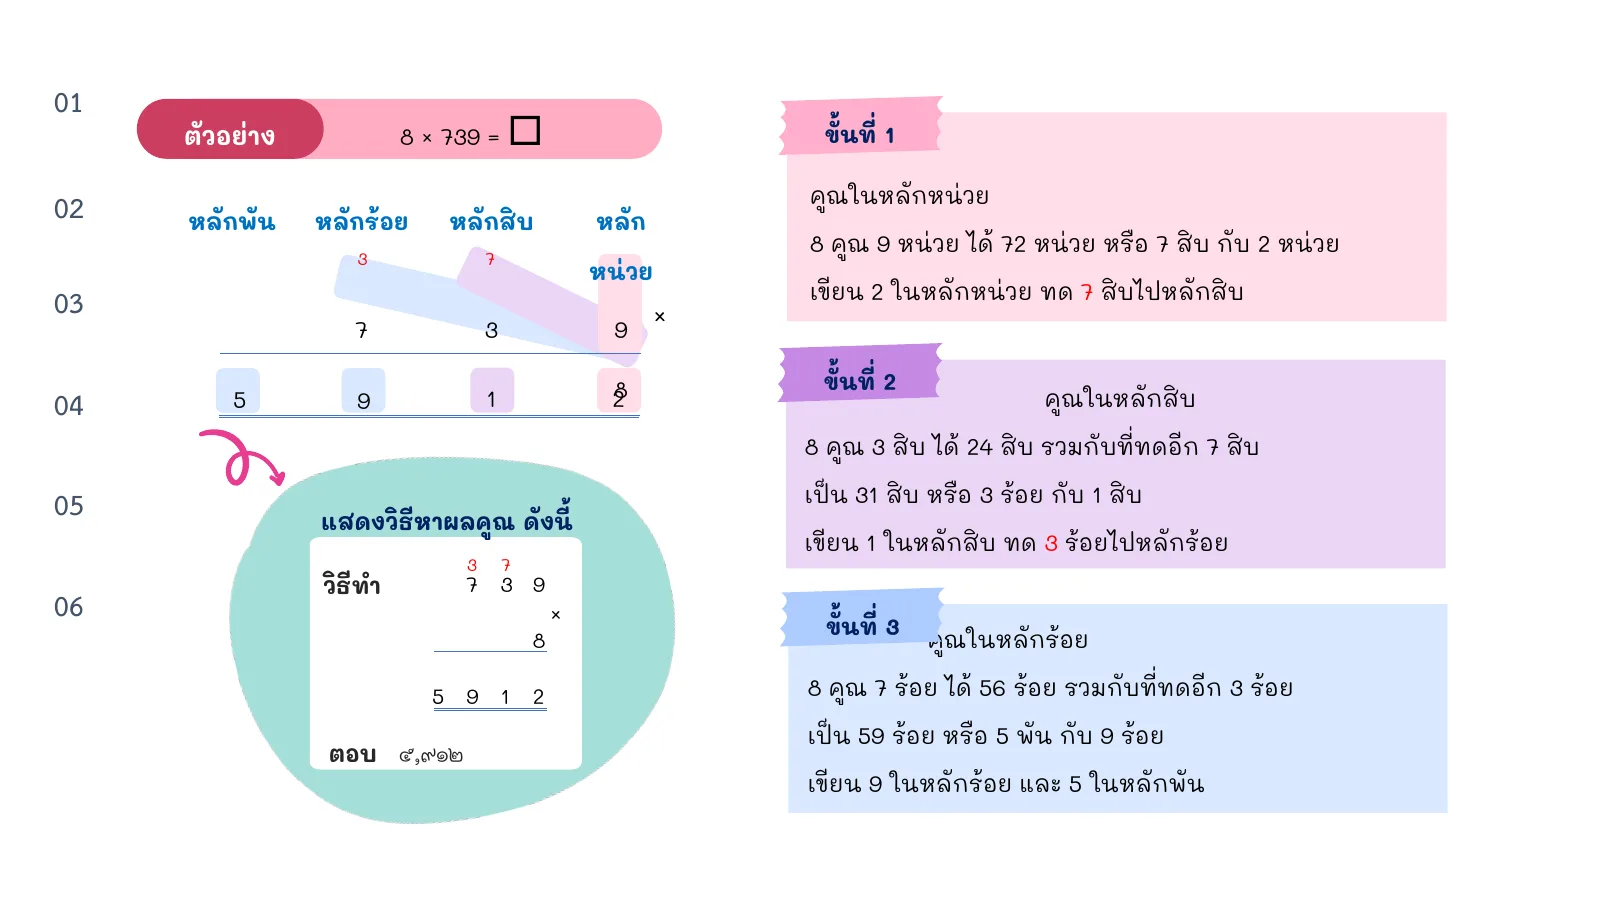 01
02
03
04
05
06
ตัวอย่าง
8 × 739 =
หลักพัน หลักร้อย หลักสิบ หลัก
หน่วย
3 7
7 3 9
×
8
5 9 1 2
แสดงวิธีหาผลคูณ ดังนี้
3 7
วิธีทำ 7 3 9
×
8
5 9 1 2
ตอบ ๕,๙๑๒
ขั้นที่ 1
คูณในหลักหน่วย
8 คูณ 9 หน่วย ได้ 72 หน่วย หรือ 7 สิบ กับ 2 หน่วย
เขียน 2 ในหลักหน่วย ทด 7 สิบไปหลักสิบ
ขั้นที่ 2
คูณในหลักสิบ
8 คูณ 3 สิบ ได้ 24 สิบ รวมกับที่ทดอีก 7 สิบ
เป็น 31 สิบ หรือ 3 ร้อย กับ 1 สิบ
เขียน 1 ในหลักสิบ ทด 3 ร้อยไปหลักร้อย
ขั้นที่ 3
คูณในหลักร้อย
8 คูณ 7 ร้อย ได้ 56 ร้อย รวมกับที่ทดอีก 3 ร้อย
เป็น 59 ร้อย หรือ 5 พัน กับ 9 ร้อย
เขียน 9 ในหลักร้อย และ 5 ในหลักพัน